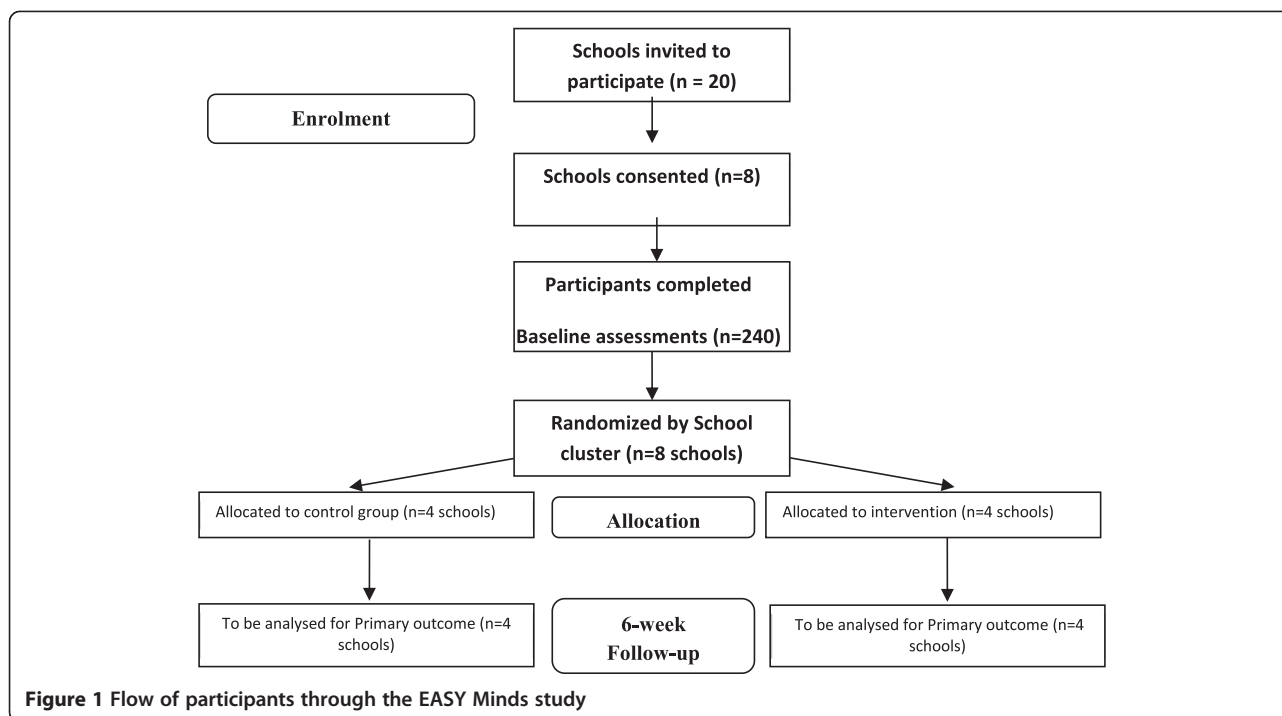 Schools invited to
participate (n = 20)
Enrolment
Schools consented (n=8)
Participants completed
Baseline assessments (n=240)
Randomized by School
cluster (n=8 schools)
Allocated to control group (n=4 schools)
Allocation
Allocated to intervention (n=4 schools)
To be analysed for Primary outcome (n=4
schools)
6-week
Follow-up
To be analysed for Primary outcome (n=4
schools)
Figure 1 Flow of participants through the EASY Minds study